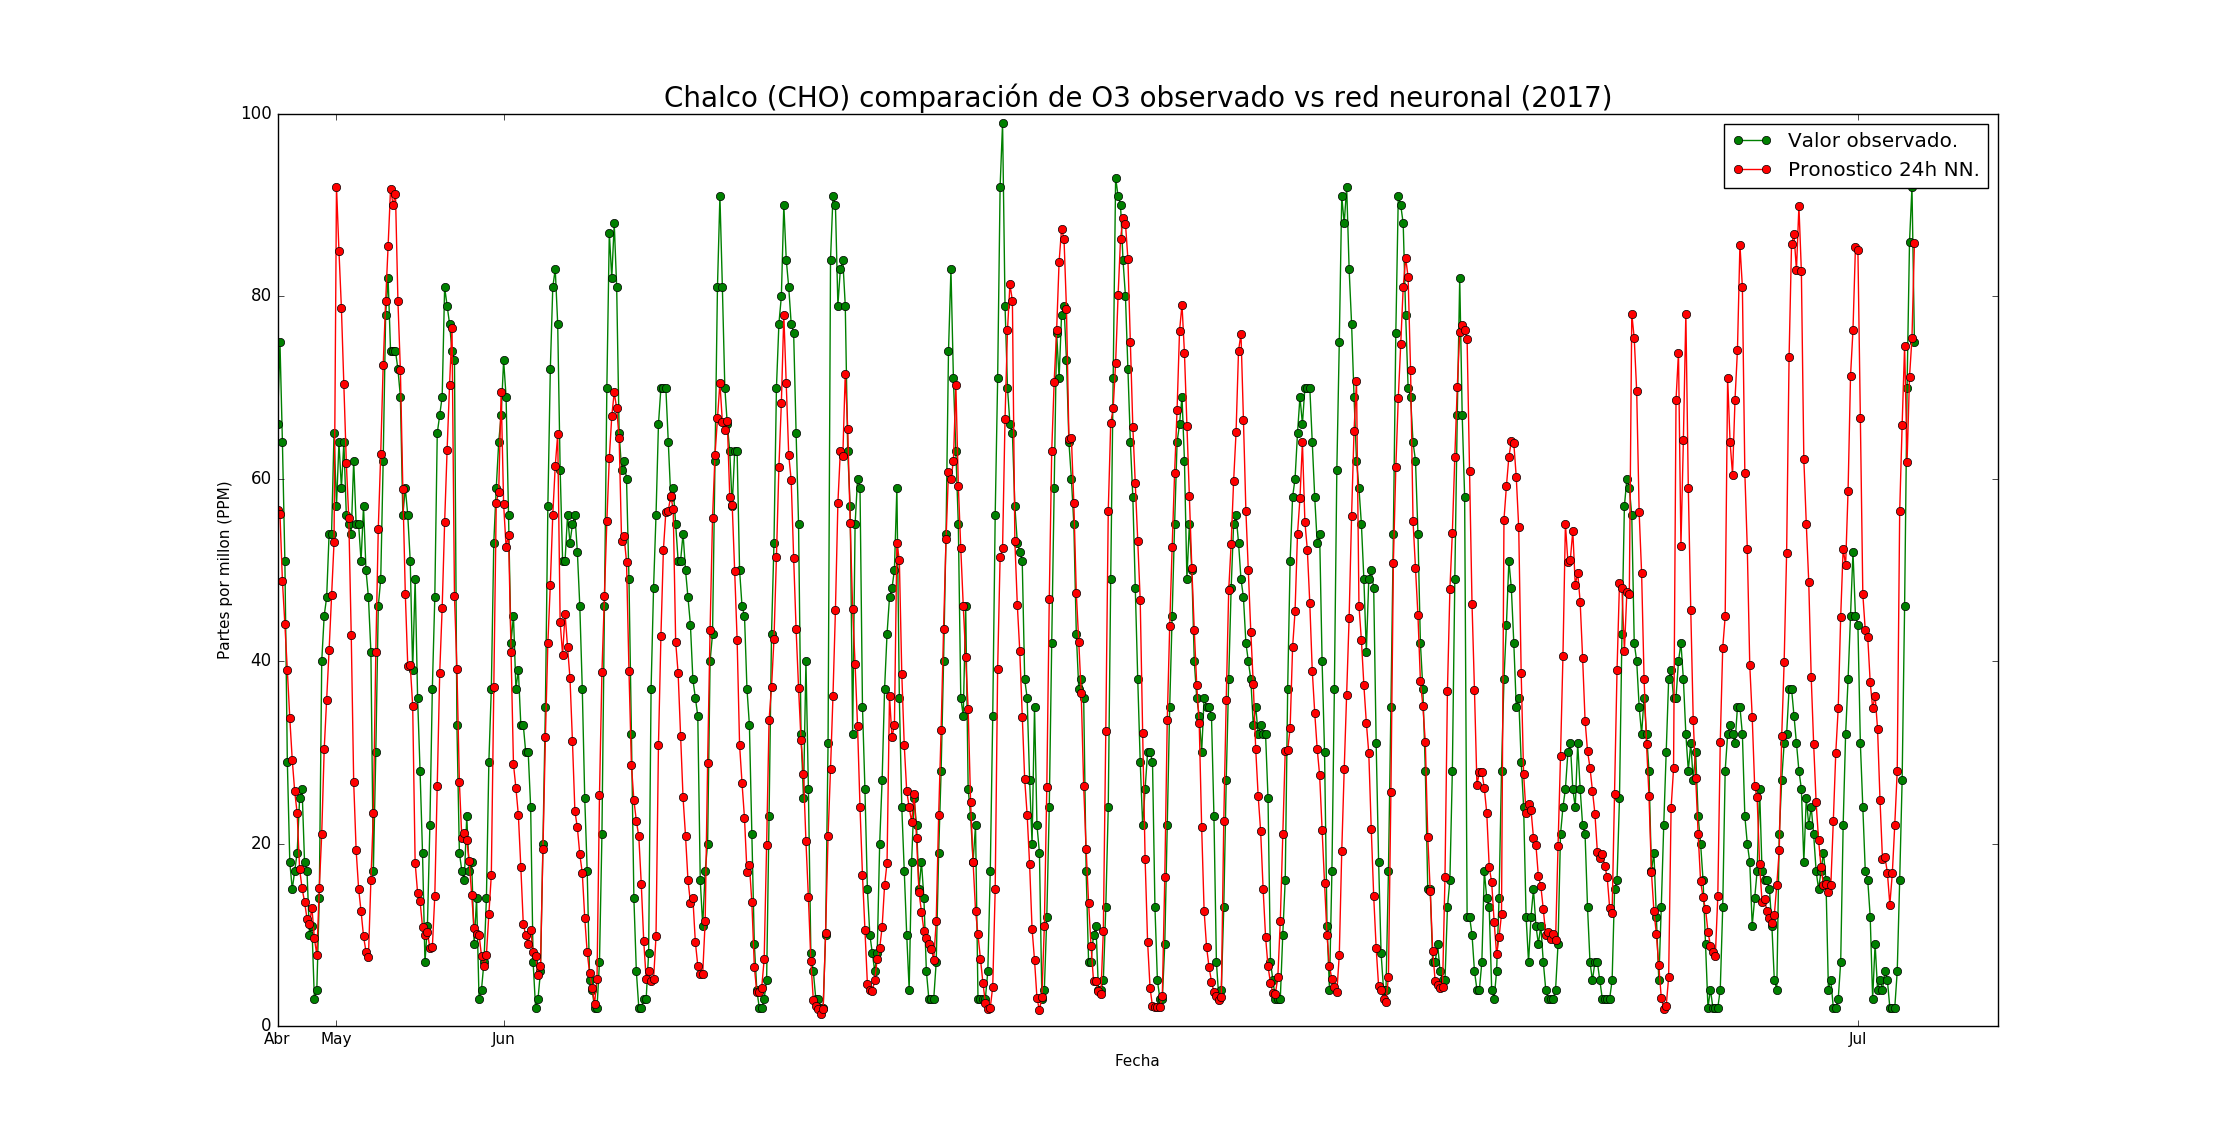 Chalco (CHO) comparación de O3 observado vs red neuronal (2017)
Valor observado.
Pronostico 24h NN.
100
80
60
40
20
0
Partes por millon (PPM)
Abr May Jun Jul
Fecha